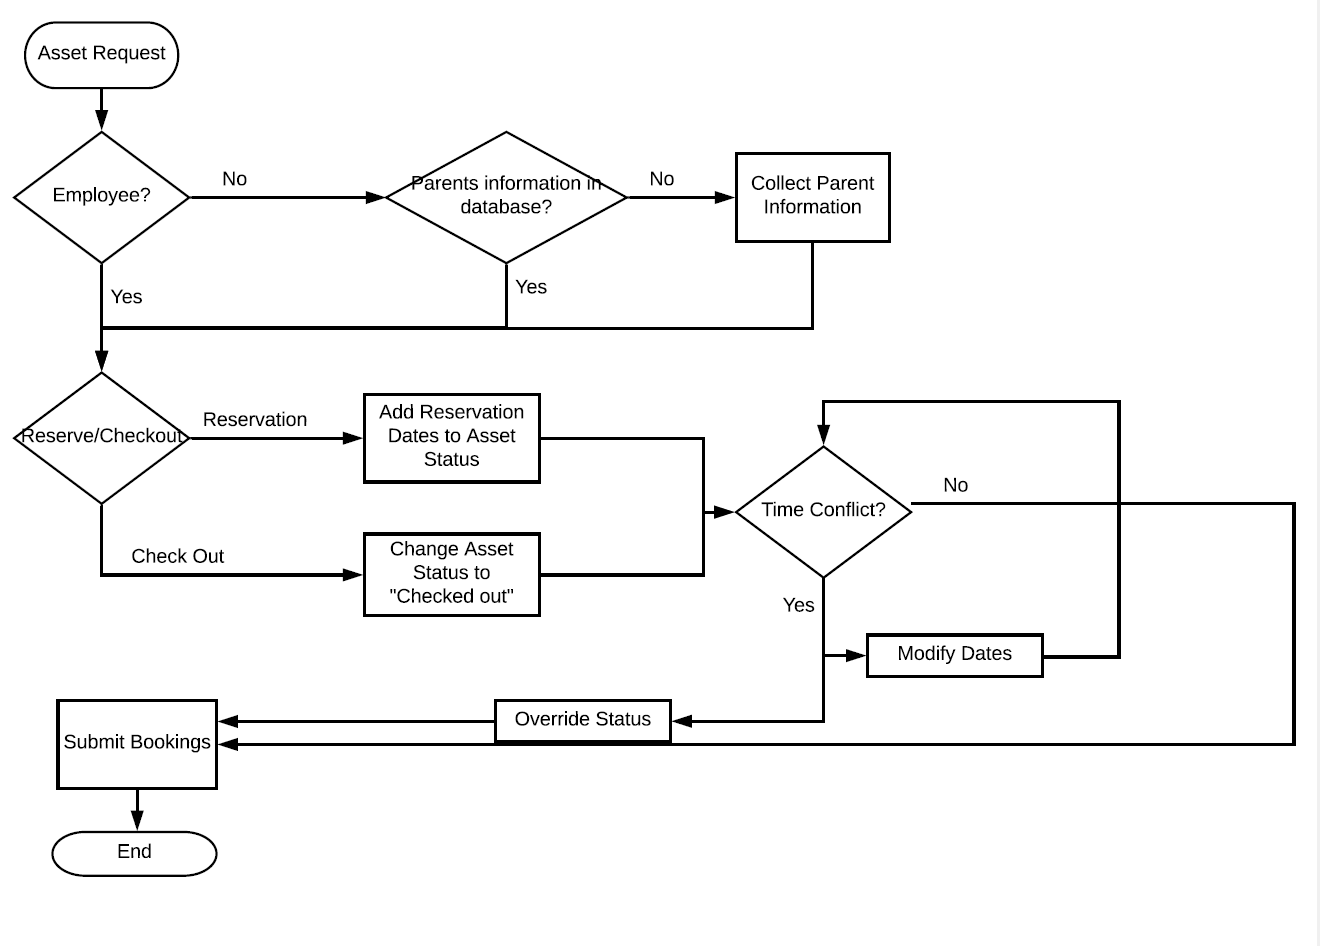 Asset Request
Employee?
No
Parents information in
database?
No
Collect Parent
Information
Yes
Yes
Reserve/Checkout
Reservation
Add Reservation
Dates to Asset
Status
Check Out
Change Asset
Status to
"Checked out"
Time Conflict?
No
Yes
Modify Dates
Override Status
Submit Bookings
End